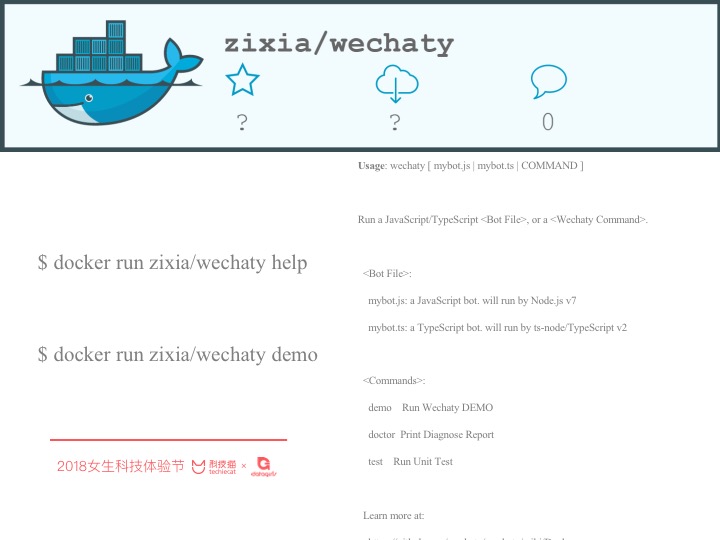 zixia/wechaty
? ? 0
$ docker run zixia/wechaty help
$ docker run zixia/wechaty demo
2018女生科技体验节
techiecat ×
Usage: wechaty [ mybot.js | mybot.ts | COMMAND ]
Run a JavaScript/TypeScript <Bot File>, or a <Wechaty Command>.
<Bot File>:
mybot.js: a JavaScript bot. will run by Node.js v7
mybot.ts: a TypeScript bot. will run by ts-node/TypeScript v2
<Commands>:
demo Run Wechaty DEMO
doctor Print Diagnose Report
test Run Unit Test
Learn more at: